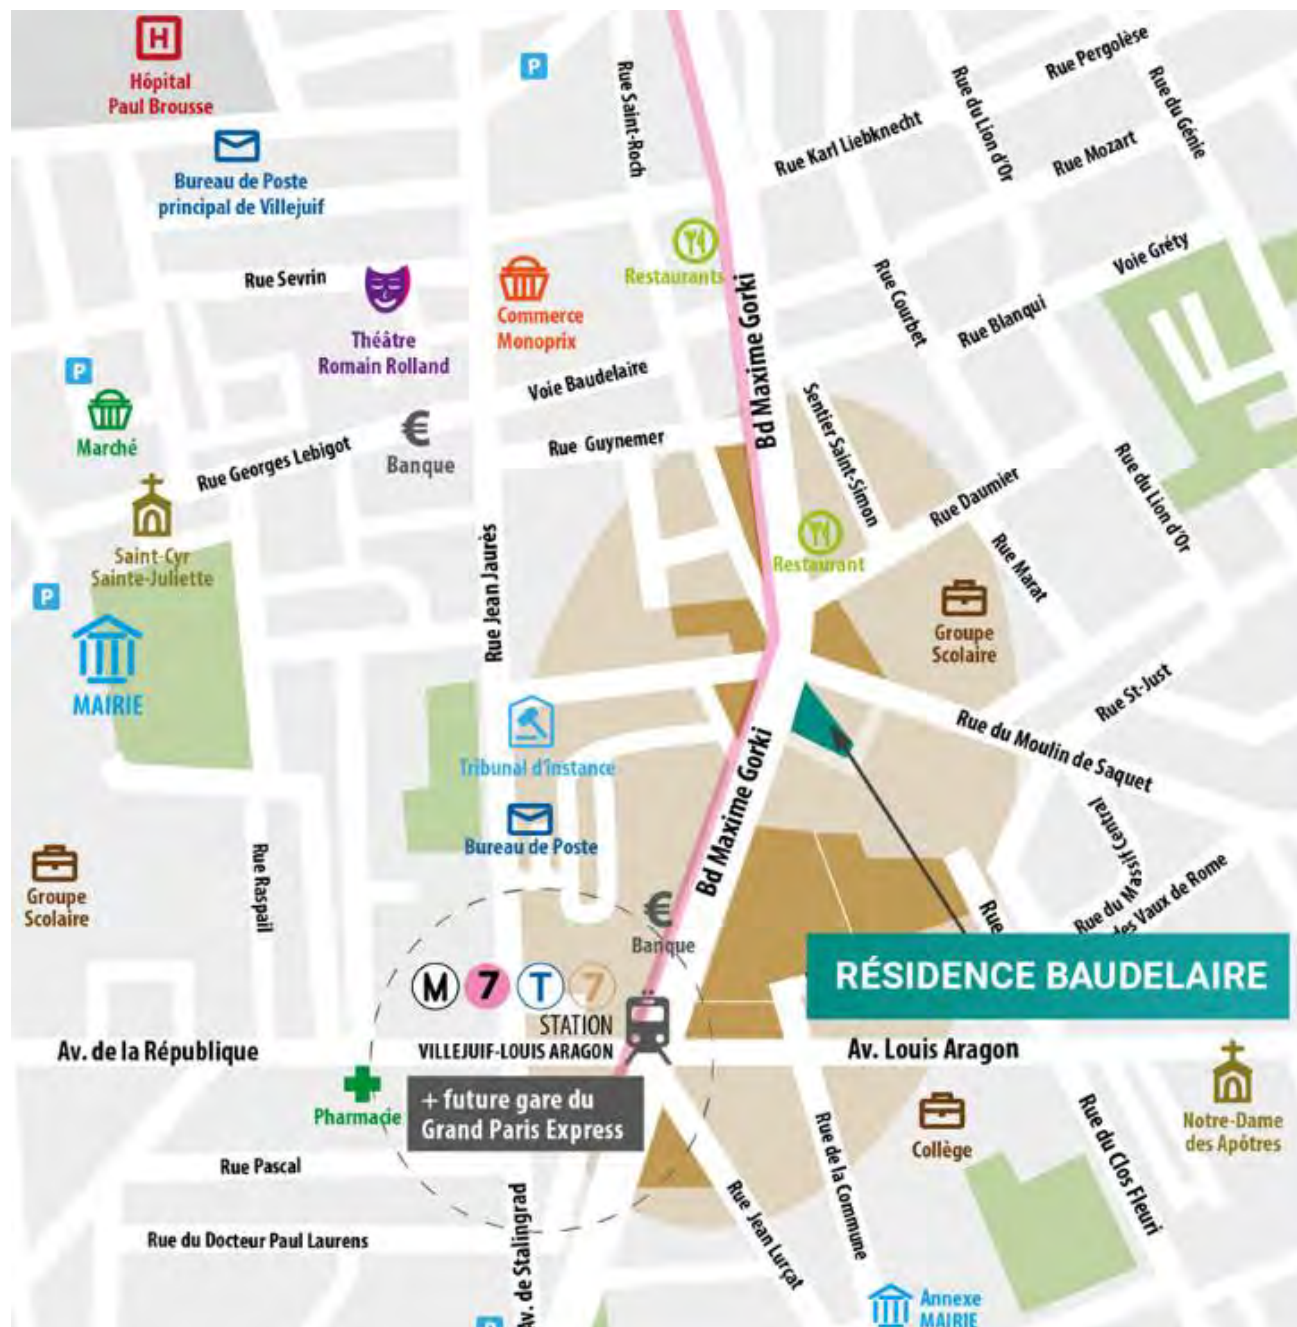 H
Hôpital
Paul Brousse
P
Bureau de Poste
principal de Villejuif
Rue Saint-Roch
Rue Karl Liebknecht
Rue du Lion d'Or
Rue Pergolèse
Rue du Génie
Rue Mozart
Rue Sevrin
Théâtre
Romain Rolland
Commerce
Monoprix
Restaurants
Bd Maxime Gorki
Rue Courbet
Voie Gréty
Rue Blanqui
P
Marché
Voie Baudelaire
Rue Guynemer
Sentier Saint-Simon
Rue Georges Lebigot
€
Banque
Rue Daumier
Rue du Lion d'Or
Saint-Cyr
Sainte-Juliette
Rue Jean Jaurès
Restaurant
Rue Marat
P
MAIRIE
Groupe
Scolaire
Rue St-Just
Rue du Moulin de Saquet
Tribunal d'instance
Bd Maxime Gorki
Bureau de Poste
Rue du Massif Central
des Vaux de Rome
Groupe
Scolaire
Rue Raspail
€
Banque
Rue
RÉSIDENCE BAUDELAIRE
M 7 T 7
STATION
VILLEJUIF-LOUIS ARAGON
Av. de la République
Av. Louis Aragon
+ future gare du
Grand Paris Express
Pharmacie
Collège
Notre-Dame
des Apôtres
Rue Pascal
Rue du Docteur Paul Laurens
Av. de Stalingrad
Rue Jean Lurçat
Rue de la Commune
Rue du Clos Fleuri
P
Annexe
MAIRIE